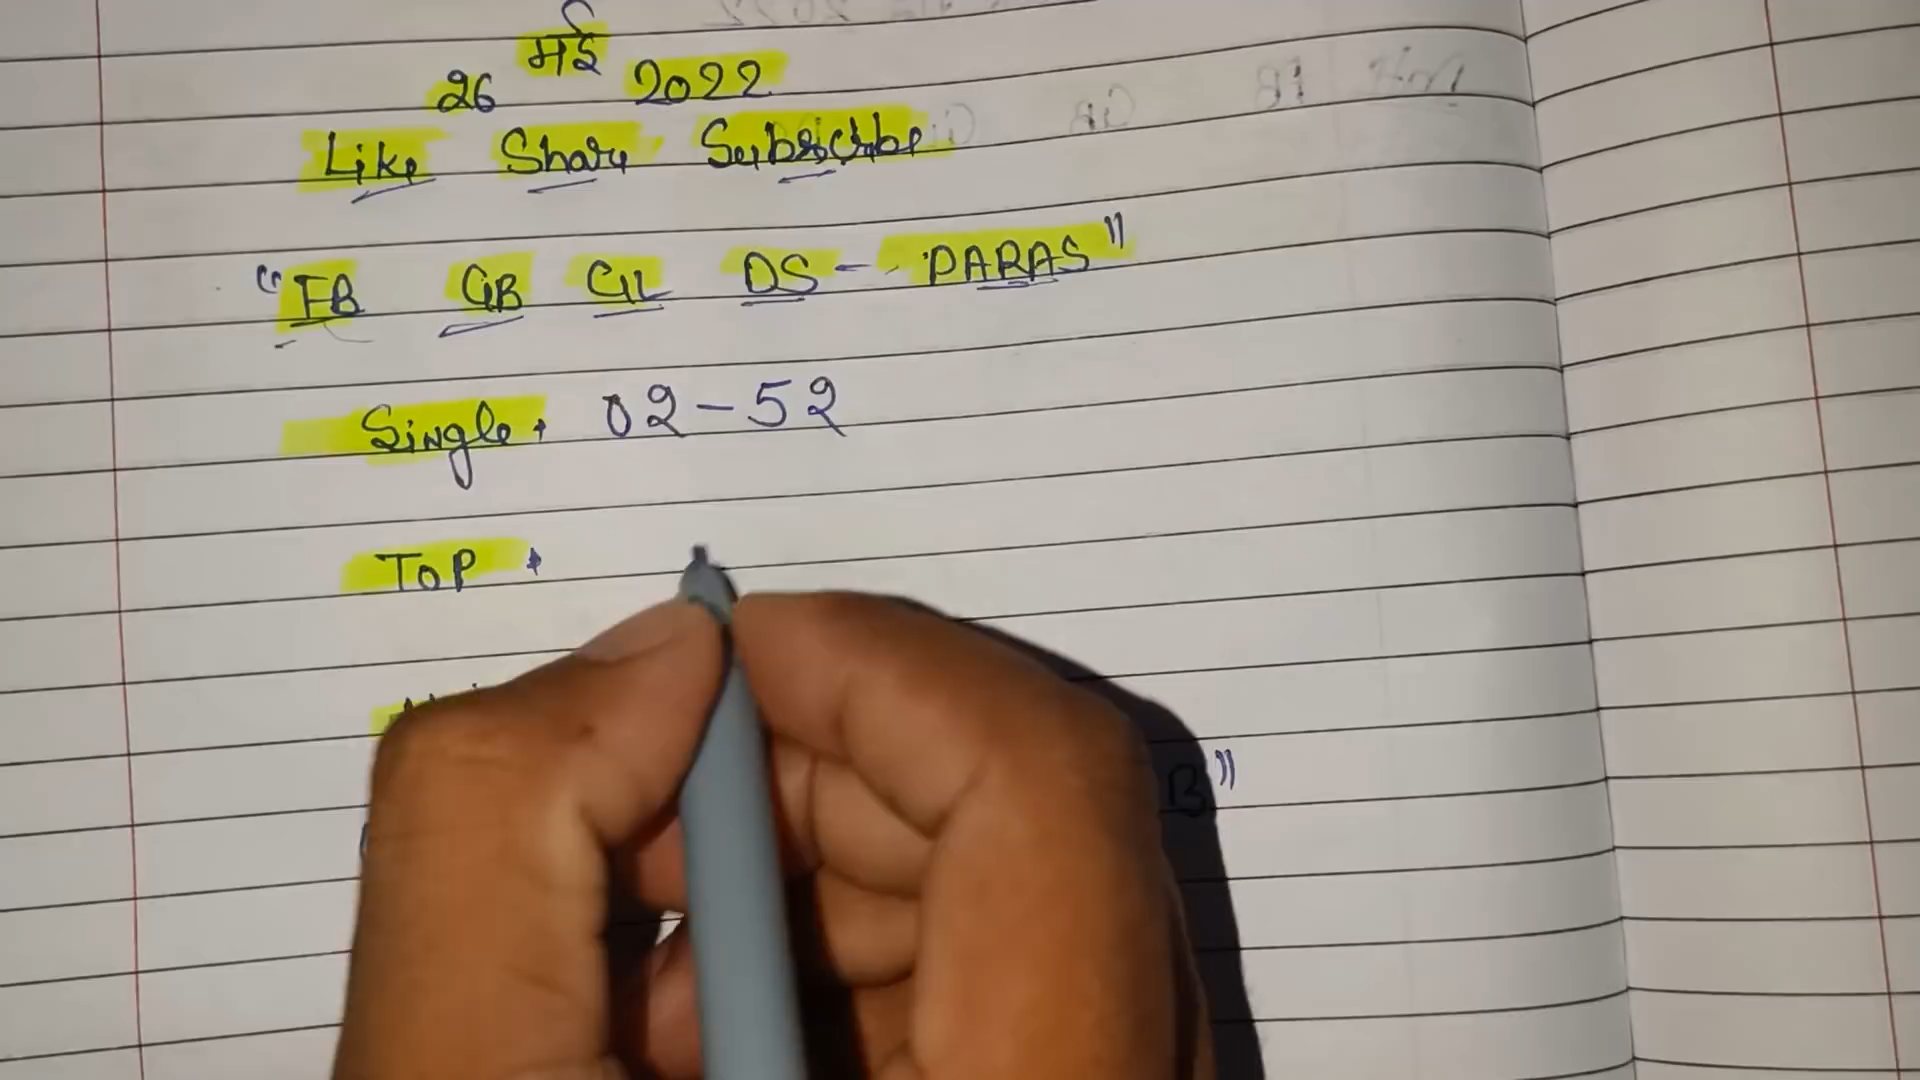 26 मई 2022
Like Share Subscribe
"FB GB GL DS - PARAS"
Single. 02-52
TOP.
B"